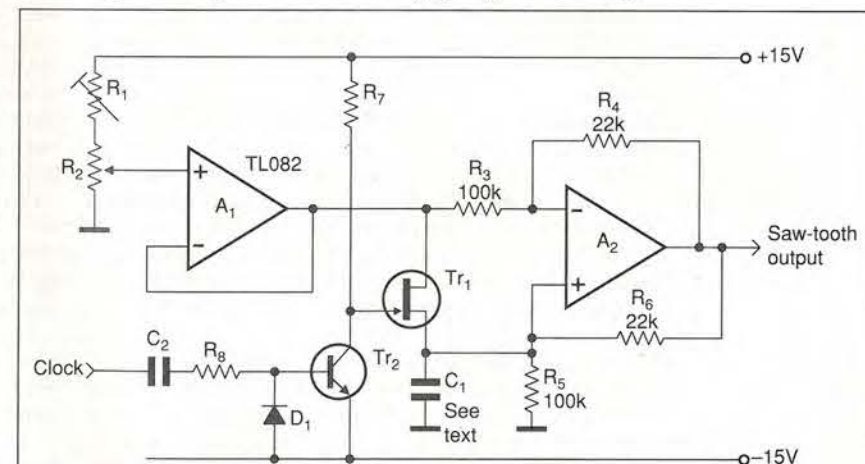 +15V
R1
R7
R4
22k
TL082
R3
100k
R2
+
A1
−
−
A2
+
Saw-tooth
output
Tr1
R6
22k
C2
R8
Tr2
Clock
C1
See
text
R5
100k
D1
−15V